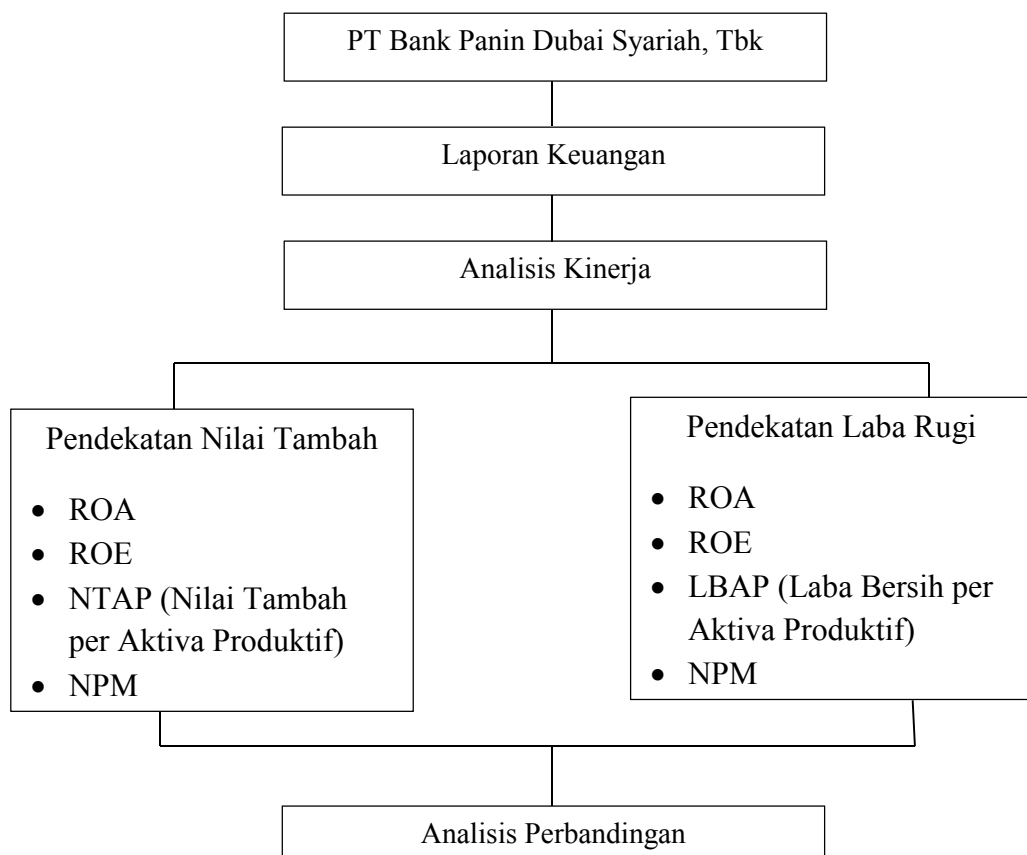 PT Bank Panin Dubai Syariah, Tbk
Laporan Keuangan
Analisis Kinerja
Pendekatan Nilai Tambah
• ROA
• ROE
• NTAP (Nilai Tambah
per Aktiva Produktif)
• NPM
Pendekatan Laba Rugi
• ROA
• ROE
• LBAP (Laba Bersih per
Aktiva Produktif)
• NPM
Analisis Perbandingan